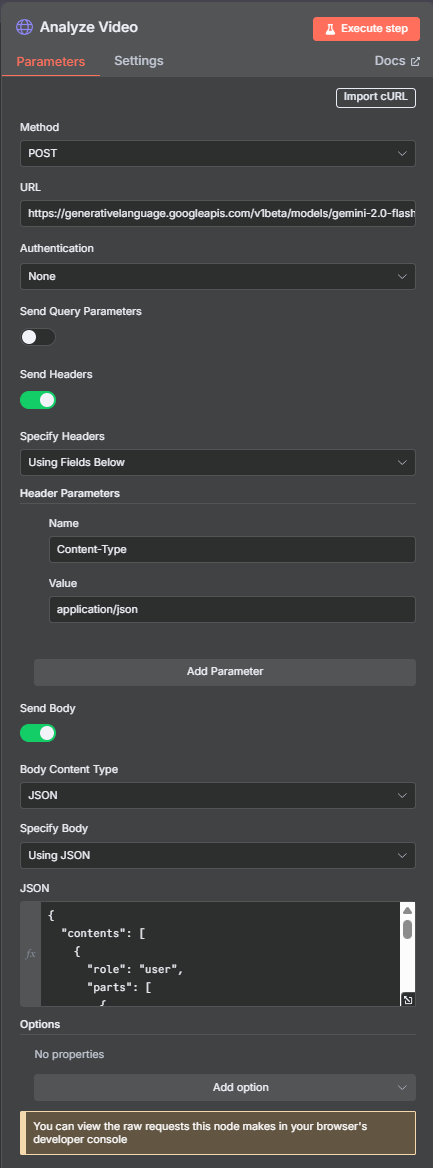 Analyze Video
Execute step
Parameters
Settings
Docs
Import cURL
Method
POST
URL
https://generativelanguage.googleapis.com/v1beta/models/gemini-2.0-flash
Authentication
None
Send Query Parameters
Send Headers
Specify Headers
Using Fields Below
Header Parameters
Name
Content-Type
Value
application/json
Add Parameter
Send Body
Body Content Type
JSON
Specify Body
Using JSON
JSON
fx
{
"contents": [
{
"role": "user",
"parts": [
{
Options
No properties
Add option
You can view the raw requests this node makes in your browser's
developer console